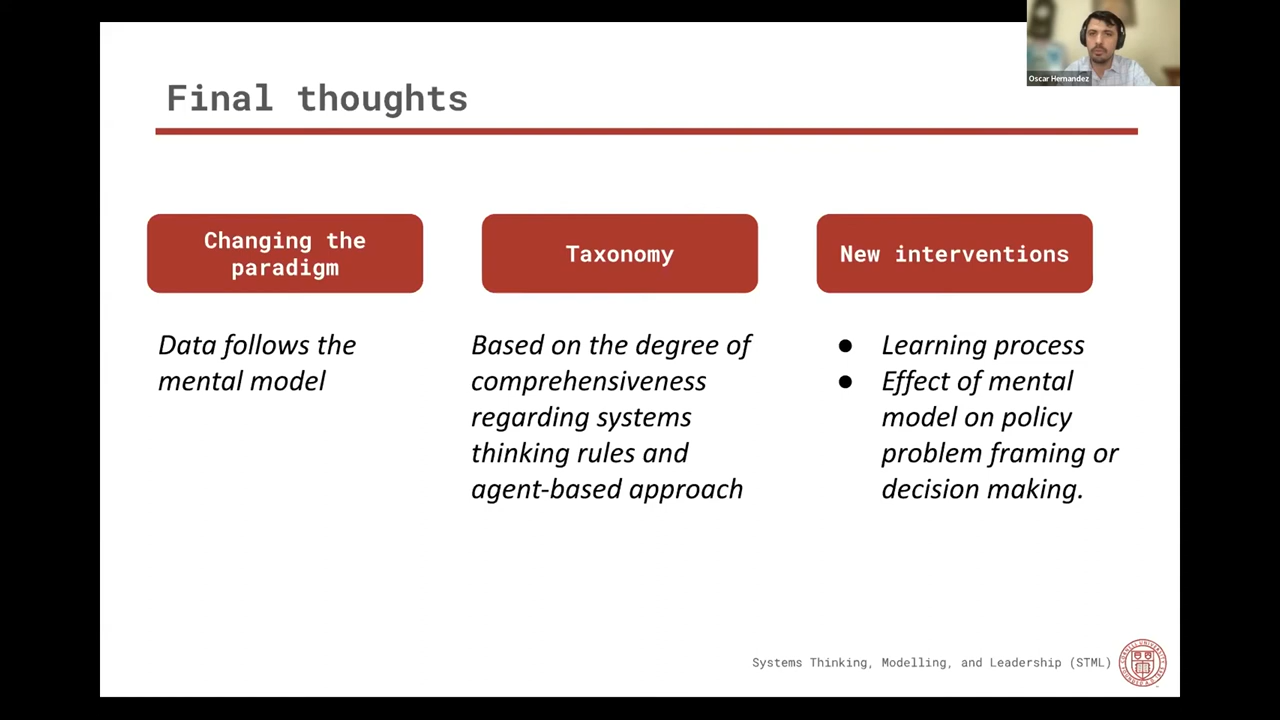 Oscar Hernandez
Final thoughts
Changing the
paradigm
Data follows the
mental model
Taxonomy
Based on the degree of
comprehensiveness
regarding systems
thinking rules and
agent-based approach
New interventions
● Learning process
● Effect of mental
model on policy
problem framing or
decision making.
Systems Thinking, Modelling, and Leadership (STML)